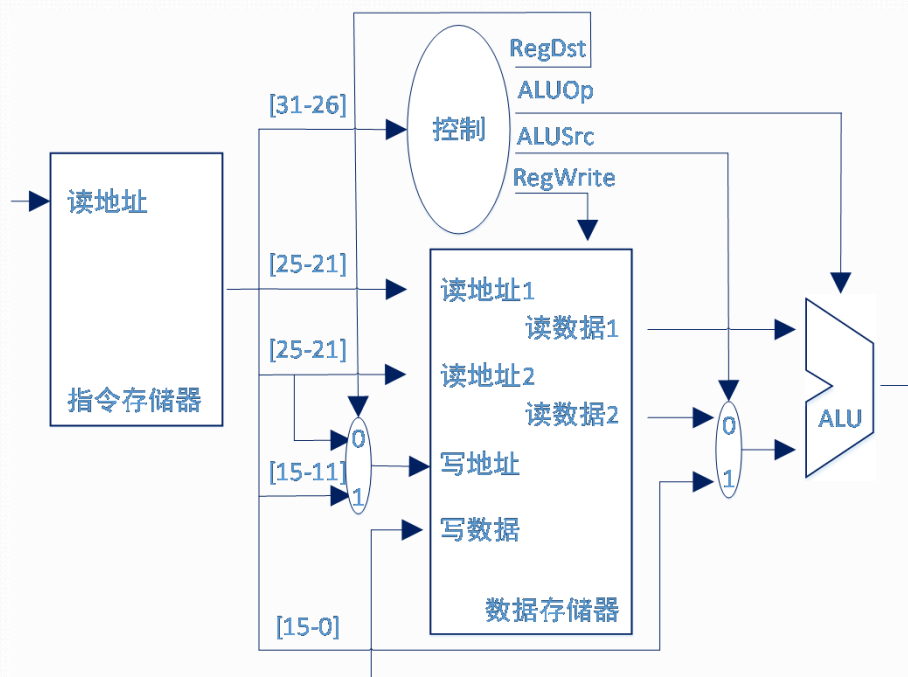 RegDst
ALUOp
[31-26]
控制
ALUSrc
RegWrite
读地址
[25-21]
读地址1
读数据1
[25-21]
读地址2
指令存储器
读数据2
0
0
ALU
[15-11]
写地址
1
1
写数据
数据存储器
[15-0]